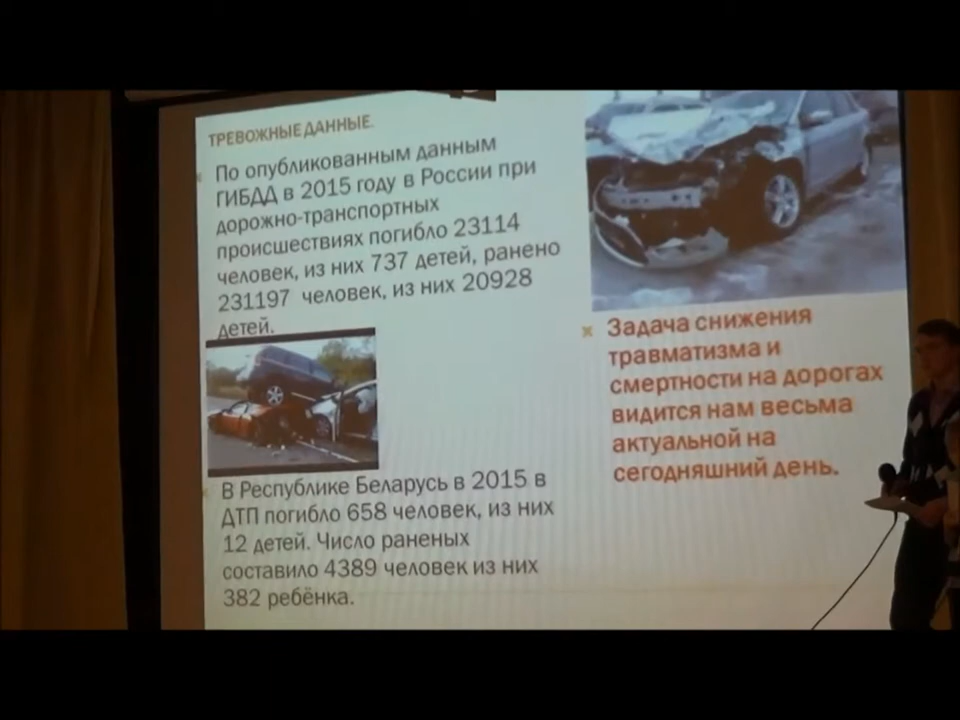 ТРЕВОЖНЫЕ ДАННЫЕ.
По опубликованным данным
ГИБДД в 2015 году в России при
дорожно-транспортных
происшествиях погибло 23114
человек, из них 737 детей, ранено
231197 человек, из них 20928
детей.
В Республике Беларусь в 2015 в
ДТП погибло 658 человек, из них
12 детей. Число раненых
составило 4389 человек из них
382 ребёнка.
Задача снижения
травматизма и
смертности на дорогах
видится нам весьма
актуальной на
сегодняшний день.